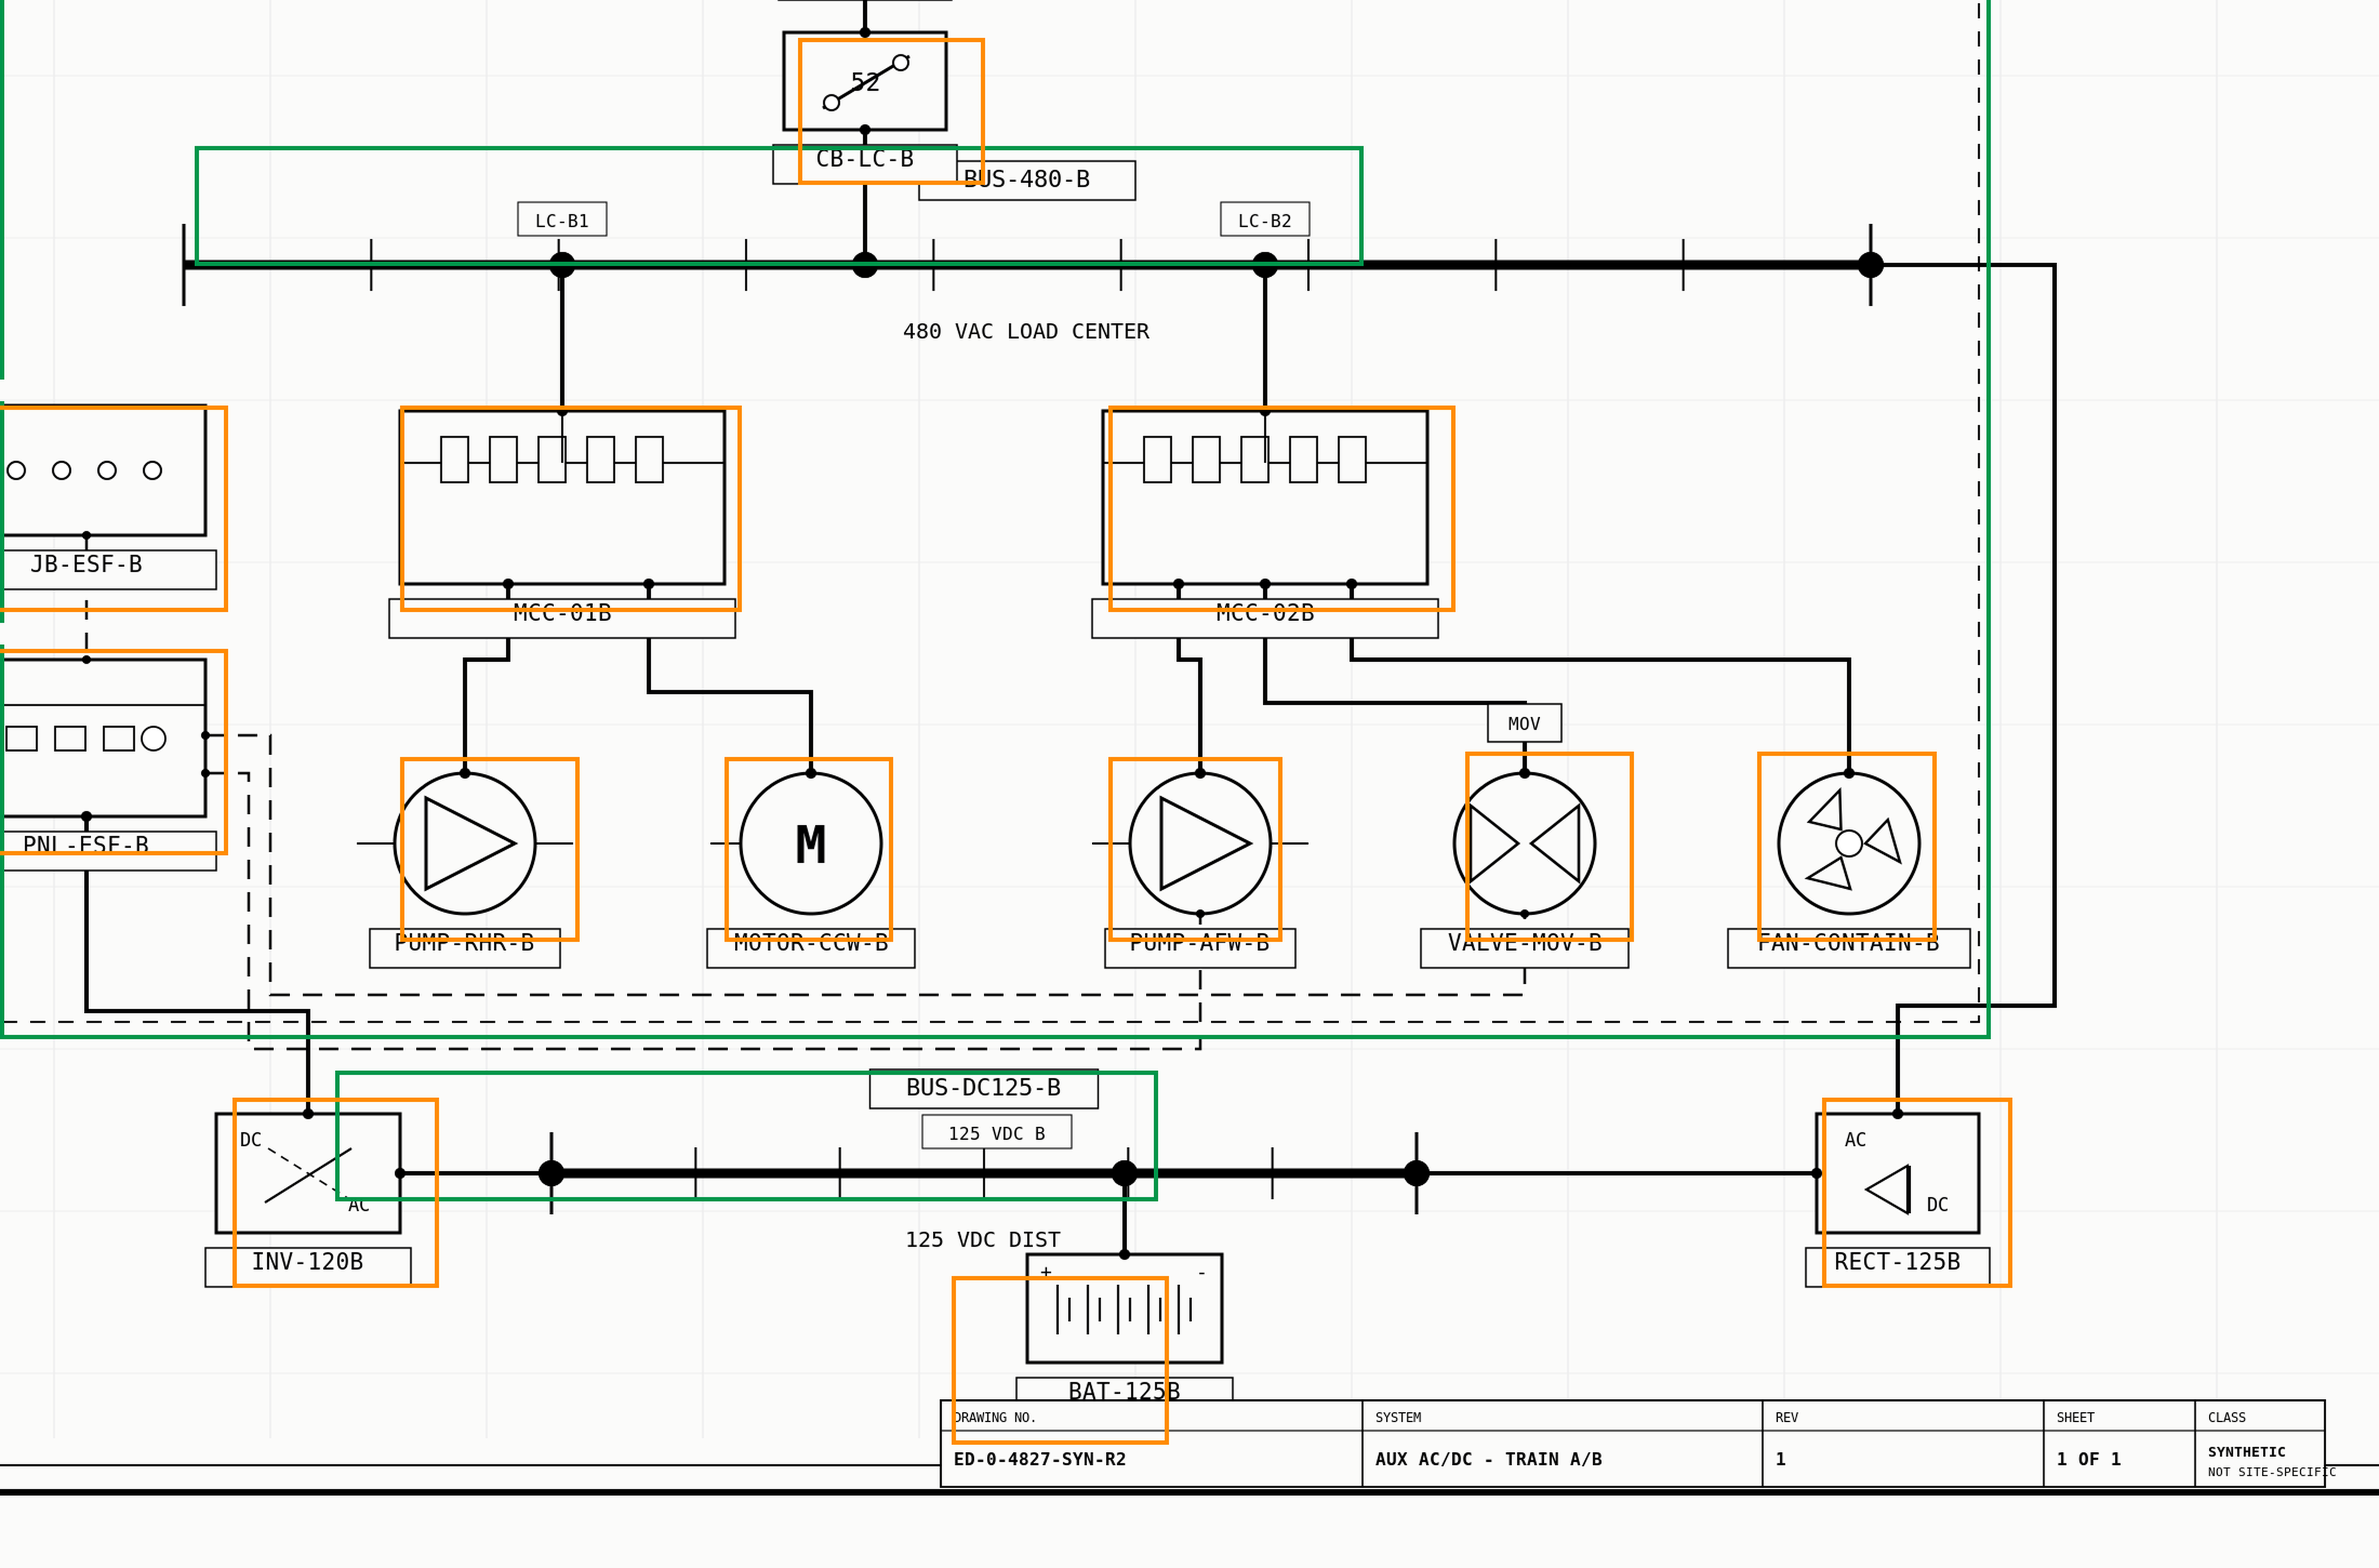 52
CB-LC-B
BUS-480-B
LC-B1
LC-B2
480 VAC LOAD CENTER
JB-ESF-B
MCC-01B
MCC-02B
MOV
PNL-ESF-B
M
PUMP-RHR-B
MOTOR-CCW-B
PUMP-AFW-B
VALVE-MOV-B
FAN-CONTAIN-B
BUS-DC125-B
125 VDC B
DC
AC
INV-120B
AC
DC
RECT-125B
125 VDC DIST
+ -
BAT-125B
DRAWING NO. SYSTEM REV SHEET CLASS
ED-0-4827-SYN-R2 AUX AC/DC - TRAIN A/B 1 1 OF 1 SYNTHETIC
NOT SITE-SPECIFIC